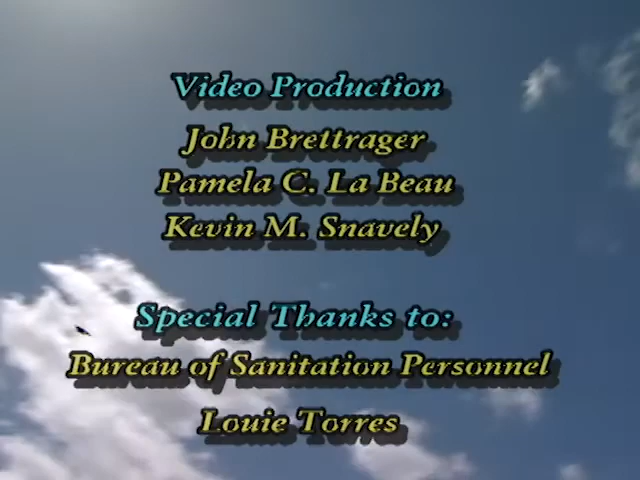 Video Production
John Brettrager
Pamela C. La Beau
Kevin M. Snavely
Special Thanks to:
Bureau of Sanitation Personnel
Louie Torres